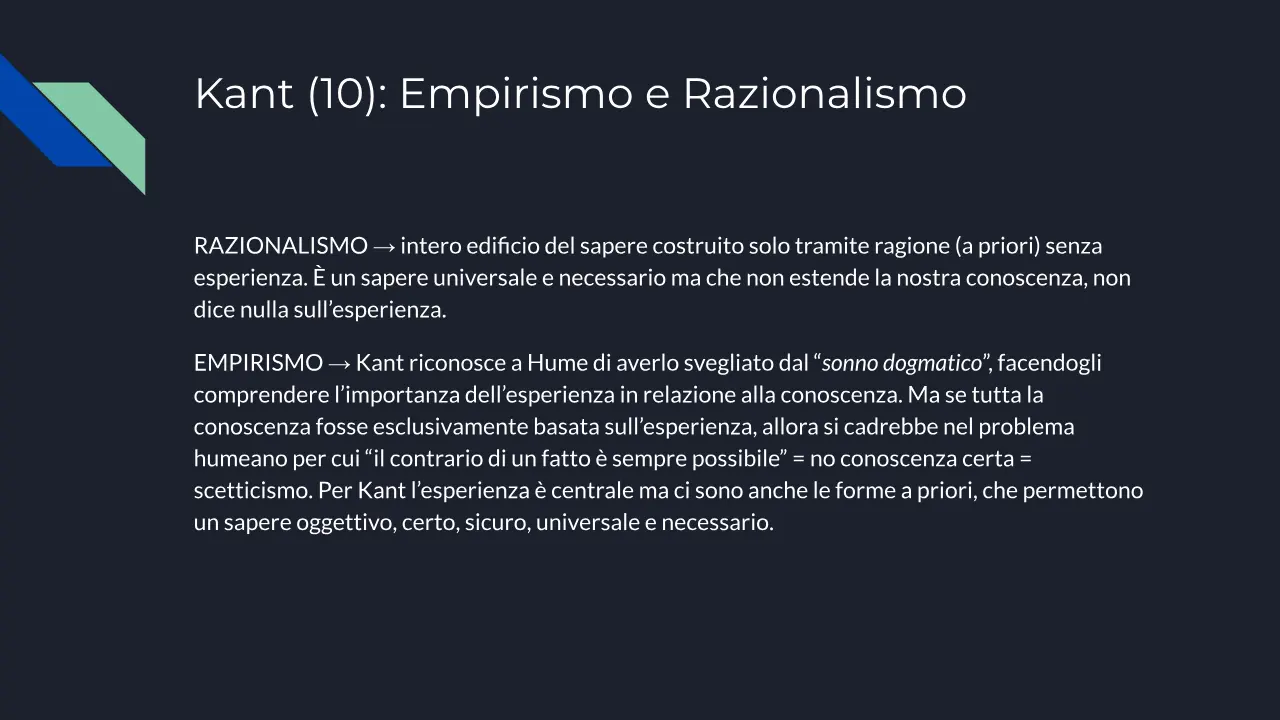 Kant (10): Empirismo e Razionalismo
RAZIONALISMO → intero edificio del sapere costruito solo tramite ragione (a priori) senza
esperienza. È un sapere universale e necessario ma che non estende la nostra conoscenza, non
dice nulla sull’esperienza.
EMPIRISMO → Kant riconosce a Hume di averlo svegliato dal “sonno dogmatico”, facendogli
comprendere l’importanza dell’esperienza in relazione alla conoscenza. Ma se tutta la
conoscenza fosse esclusivamente basata sull’esperienza, allora si cadrebbe nel problema
humeano per cui “il contrario di un fatto è sempre possibile” = no conoscenza certa =
scetticismo. Per Kant l’esperienza è centrale ma ci sono anche le forme a priori, che permettono
un sapere oggettivo, certo, sicuro, universale e necessario.